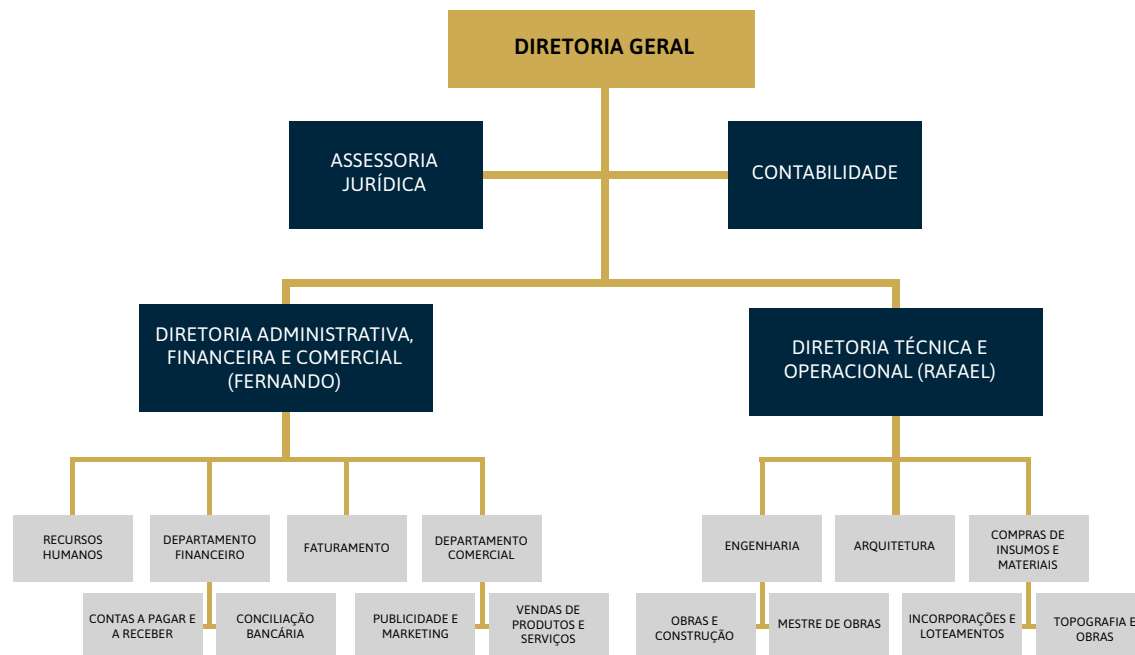 DIRETORIA GERAL
ASSESSORIA
JURÍDICA
CONTABILIDADE
DIRETORIA ADMINISTRATIVA,
FINANCEIRA E COMERCIAL
(FERNANDO)
DIRETORIA TÉCNICA E
OPERACIONAL (RAFAEL)
RECURSOS
HUMANOS
DEPARTAMENTO
FINANCEIRO
FATURAMENTO
DEPARTAMENTO
COMERCIAL
ENGENHARIA
ARQUITETURA
COMPRAS DE
INSUMOS E
MATERIAIS
CONTAS A PAGAR E
A RECEBER
CONCILIAÇÃO
BANCÁRIA
PUBLICIDADE E
MARKETING
VENDAS DE
PRODUTOS E
SERVIÇOS
OBRAS E
CONSTRUÇÃO
MESTRE DE OBRAS
INCORPORAÇÕES E
LOTEAMENTOS
TOPOGRAFIA E
OBRAS